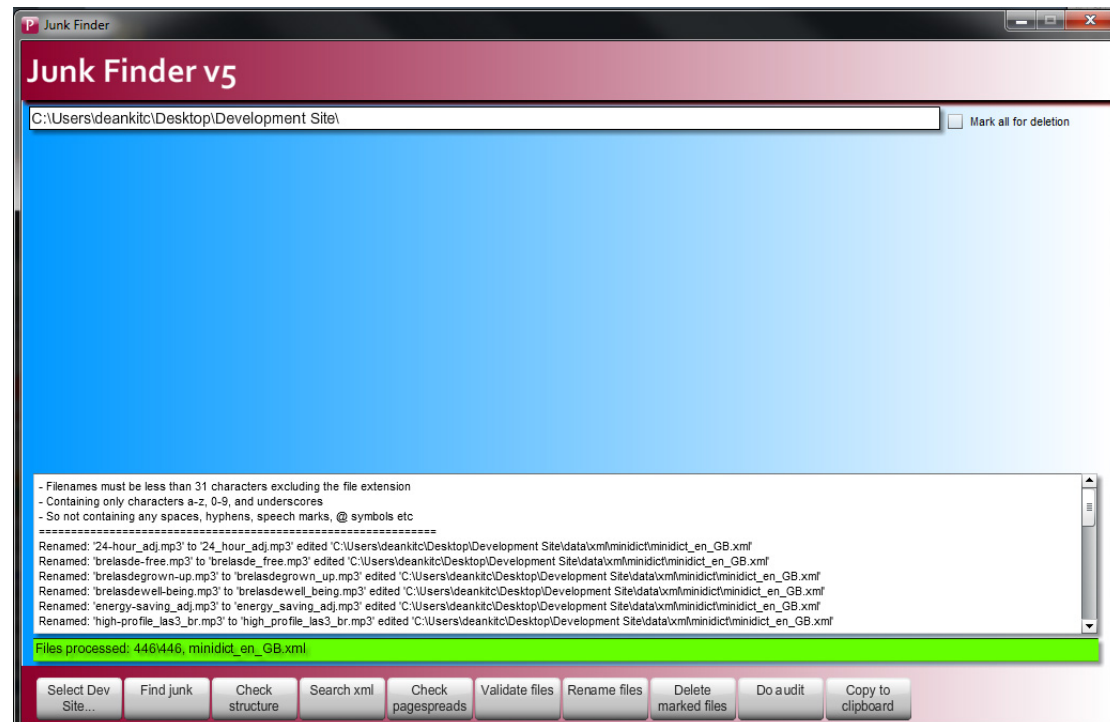 Junk Finder
Junk Finder v5
C:\Users\deankitc\Desktop\Development Site\
Mark all for deletion
- Filenames must be less than 31 characters excluding the file extension
- Containing only characters a-z, 0-9, and underscores
- So not containing any spaces, hyphens, speech marks, @ symbols etc
==============================================================
Renamed: '24-hour_adj.mp3' to '24_hour_adj.mp3' edited 'C:\Users\deankitc\Desktop\Development Site\data\xml\minidict\minidict_en_GB.xml'
Renamed: 'brelasde-free.mp3' to 'brelasde_free.mp3' edited 'C:\Users\deankitc\Desktop\Development Site\data\xml\minidict\minidict_en_GB.xml'
Renamed: 'brelasdegrown-up.mp3' to 'brelasdegrown_up.mp3' edited 'C:\Users\deankitc\Desktop\Development Site\data\xml\minidict\minidict_en_GB.xml'
Renamed: 'brelasdewell-being.mp3' to 'brelasdewell_being.mp3' edited 'C:\Users\deankitc\Desktop\Development Site\data\xml\minidict\minidict_en_GB.xml'
Renamed: 'energy-saving_adj.mp3' to 'energy_saving_adj.mp3' edited 'C:\Users\deankitc\Desktop\Development Site\data\xml\minidict\minidict_en_GB.xml'
Renamed: 'high-profile_las3_br.mp3' to 'high_profile_las3_br.mp3' edited 'C:\Users\deankitc\Desktop\Development Site\data\xml\minidict\minidict_en_GB.xml'
Files processed: 446\446, minidict_en_GB.xml
Select Dev Site...
Find junk
Check structure
Search xml
Check pagespreads
Validate files
Rename files
Delete marked files
Do audit
Copy to clipboard